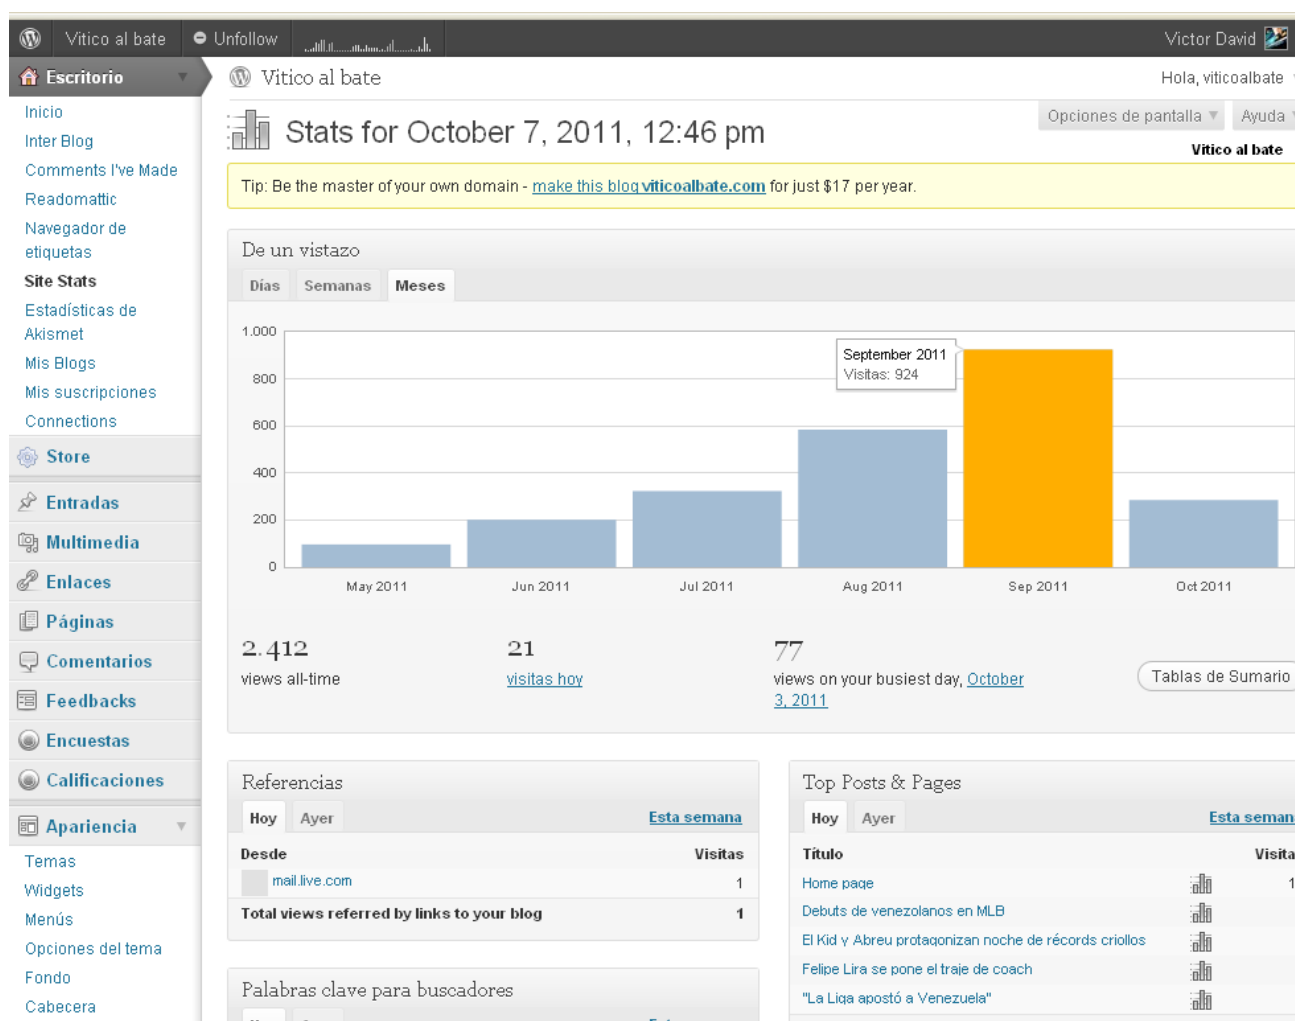 Vitico al bate
Unfollow
Victor David
Escritorio
Vitico al bate
Hola, viticoalbate
Inicio
Inter Blog
Comments I've Made
Readomattic
Navegador de
etiquetas
Site Stats
Estadísticas de
Akismet
Mis Blogs
Mis suscripciones
Connections
Store
Entradas
Multimedia
Enlaces
Páginas
Comentarios
Feedbacks
Encuestas
Calificaciones
Apariencia
Temas
Widgets
Menús
Opciones del tema
Fondo
Cabecera
Stats for October 7, 2011, 12:46 pm
Opciones de pantalla
Ayuda
Vitico al bate
Tip: Be the master of your own domain - make this blog viticoalbate.com for just $17 per year.
De un vistazo
Días Semanas Meses
1.000
800
600
400
200
0
September 2011
Visitas: 924
May 2011 Jun 2011 Jul 2011 Aug 2011 Sep 2011 Oct 2011
2.412
views all-time
21
visitas hoy
77
views on your busiest day, October
3, 2011
Tablas de Sumario
Referencias
Hoy Ayer Esta semana
Desde Visitas
mail.live.com 1
Total views referred by links to your blog 1
Palabras clave para buscadores
Top Posts & Pages
Hoy Ayer Esta seman
Título Visita
Home page 1
Debuts de venezolanos en MLB
El Kid y Abreu protagonizan noche de récords criollos
Felipe Lira se pone el traje de coach
"La Liga apostó a Venezuela"